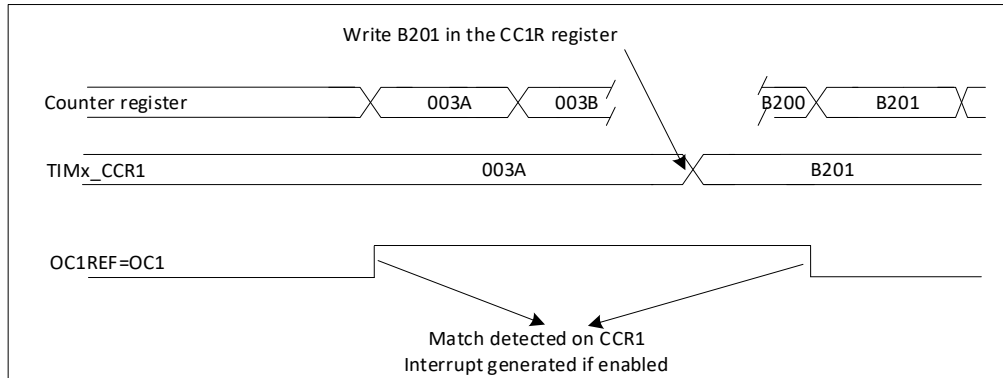 Write B201 in the CC1R register
Counter register 003A 003B B200 B201
TIMx_CCR1 003A B201
OC1REF=OC1
Match detected on CCR1
Interrupt generated if enabled